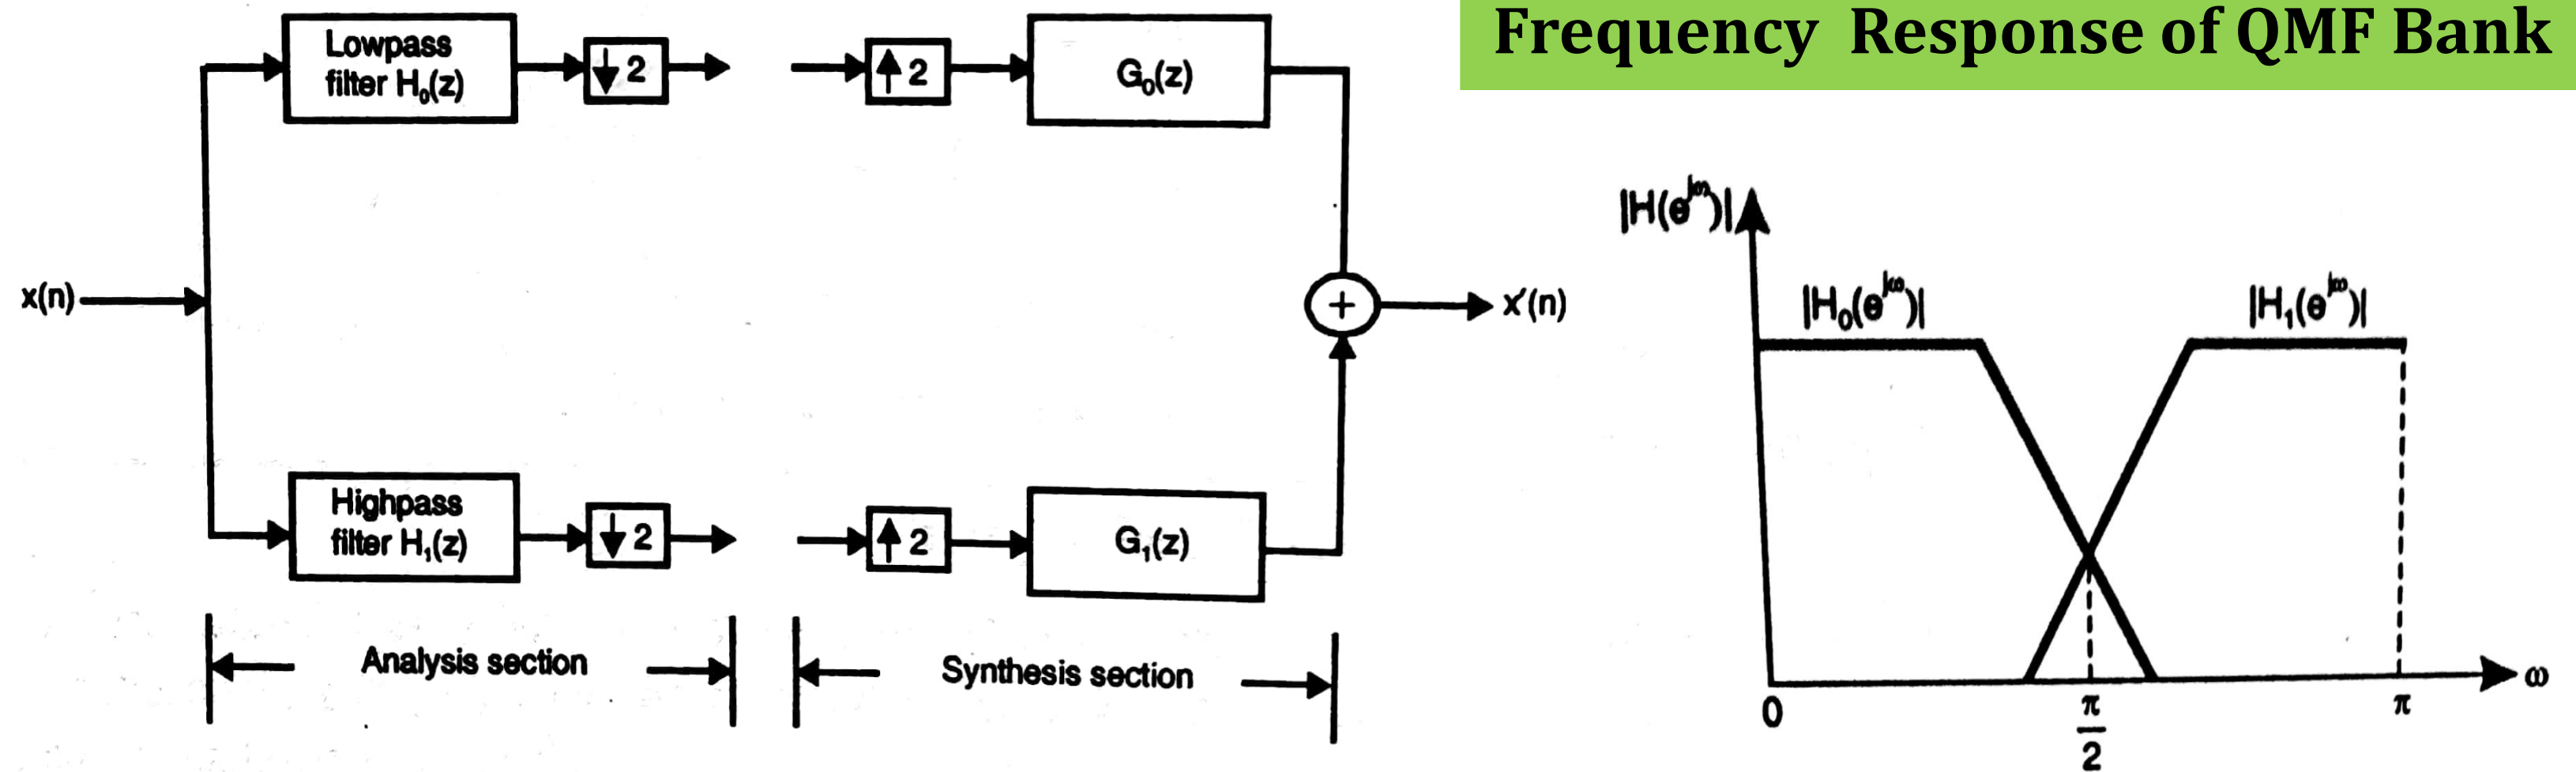 Frequency Response of QMF Bank
Lowpass
filter H₀(z)
↓2
↑2
G₀(z)
x(n)
+
x′(n)
Highpass
filter H₁(z)
↓2
↑2
G₁(z)
Analysis section
Synthesis section
|H(e^jω)|
|H₀(e^jω)|
|H₁(e^jω)|
0
π
2
π
ω